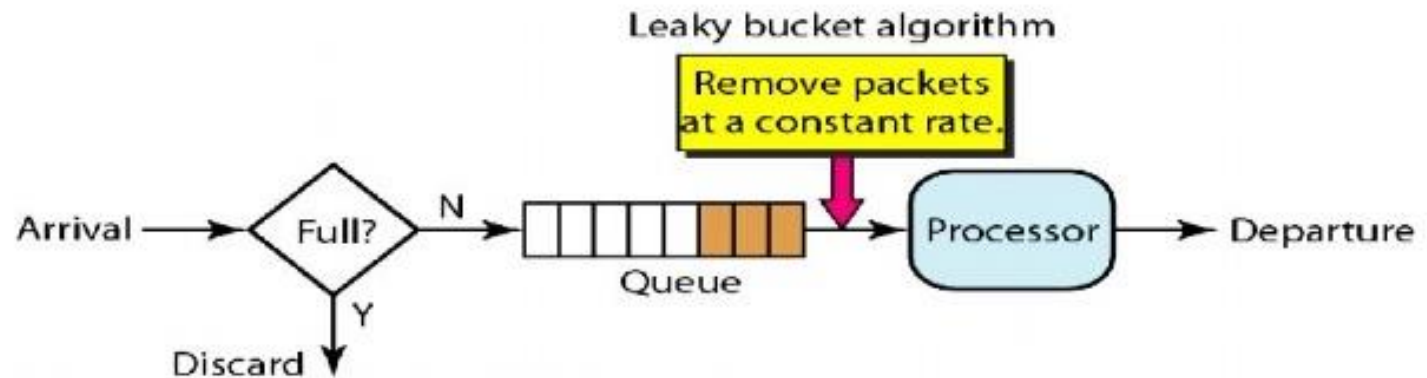 Leaky bucket algorithm
Remove packets
at a constant rate.
Arrival
Full?
N
Queue
Processor
Departure
Y
Discard